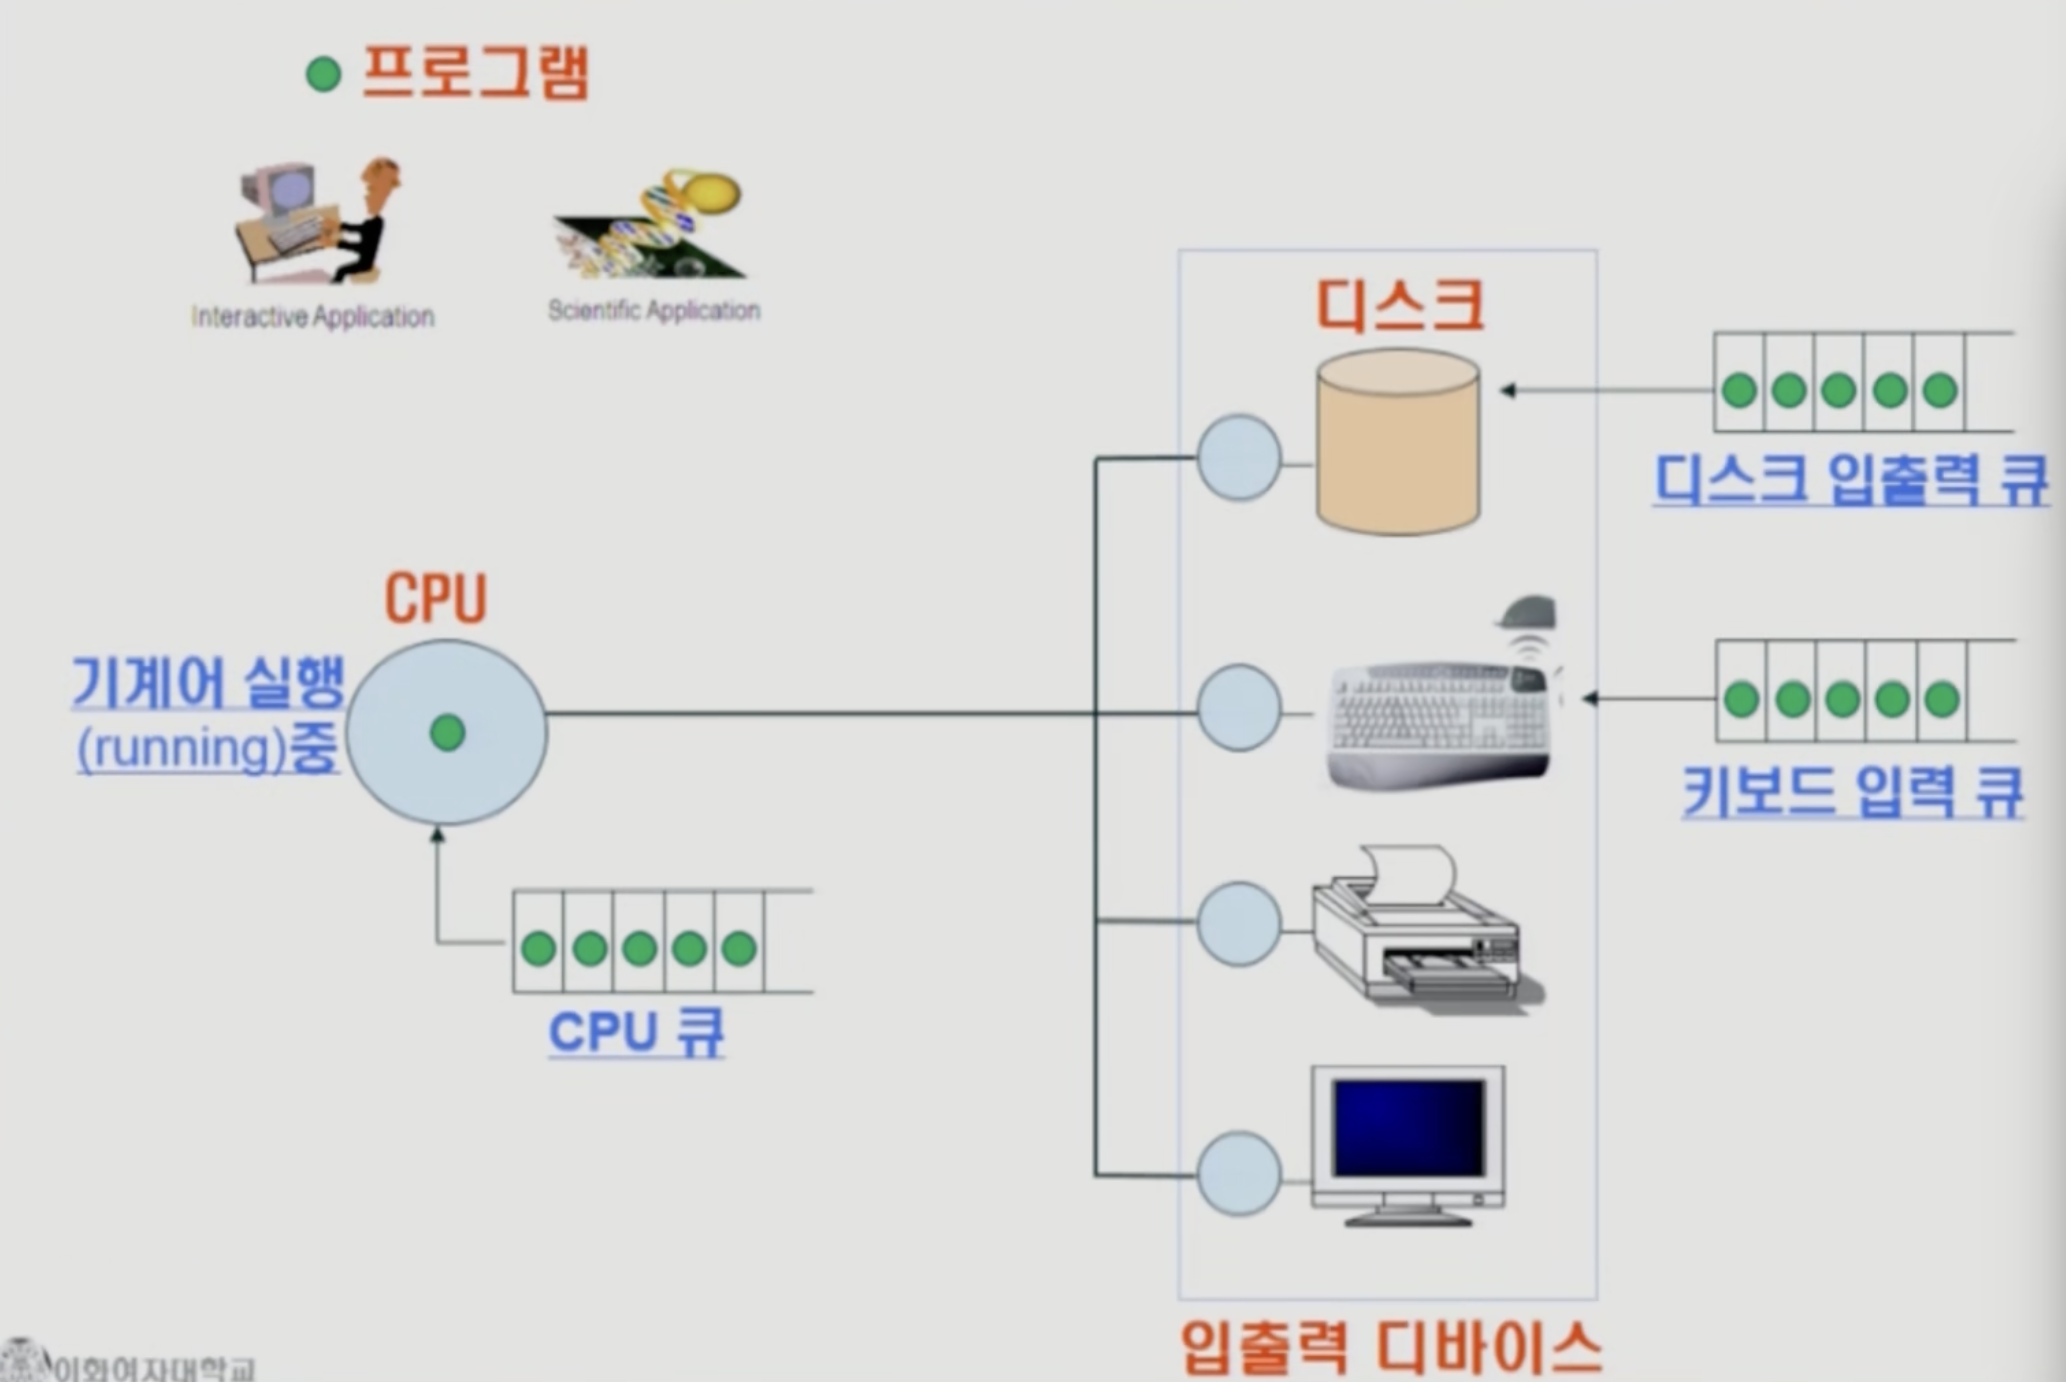 프로그램
Interactive Application
Scientific Application
디스크
디스크 입출력 큐
CPU
기계어 실행
(running)중
키보드 입력 큐
CPU 큐
입출력 디바이스
이화여자대학교